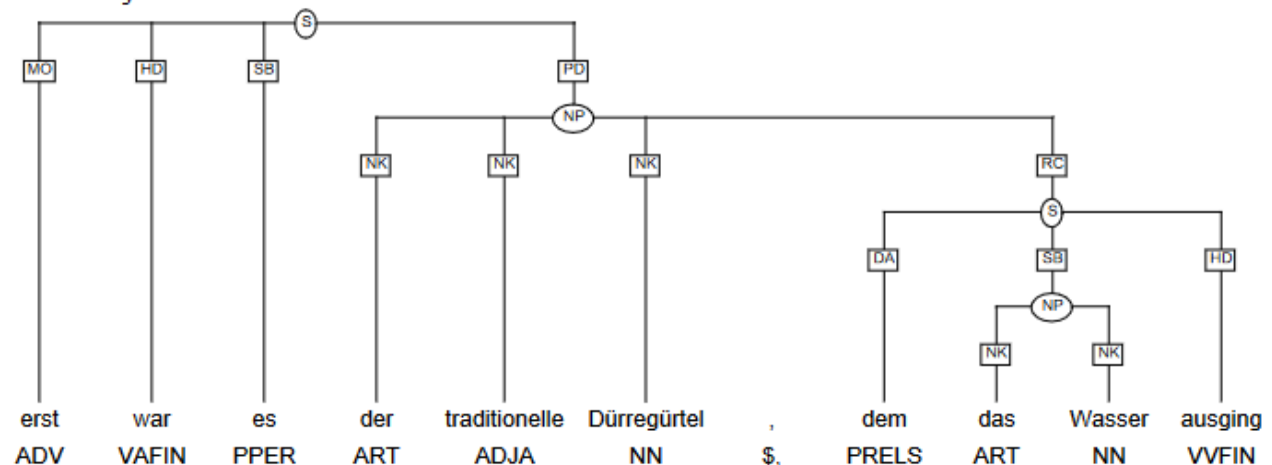 S
MO HD SB PD
NP
NK NK NK RC
S
DA SB HD
NP
NK NK
erst war es der traditionelle Dürregürtel , dem das Wasser ausging
ADV VAFIN PPER ART ADJA NN $, PRELS ART NN VVFIN